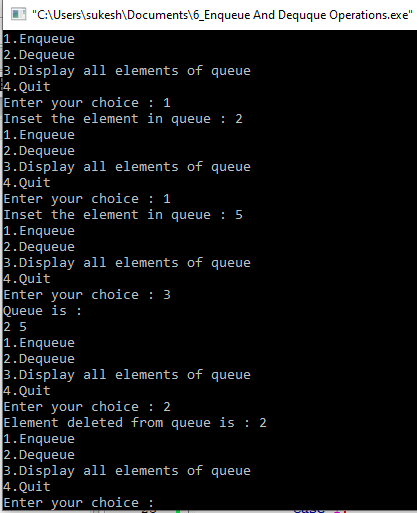 "C:\Users\sukesh\Documents\6_Enqueue And Dequque Operations.exe"
1.Enqueue
2.Dequeue
3.Display all elements of queue
4.Quit
Enter your choice : 1
Inset the element in queue : 2
1.Enqueue
2.Dequeue
3.Display all elements of queue
4.Quit
Enter your choice : 1
Inset the element in queue : 5
1.Enqueue
2.Dequeue
3.Display all elements of queue
4.Quit
Enter your choice : 3
Queue is :
2 5
1.Enqueue
2.Dequeue
3.Display all elements of queue
4.Quit
Enter your choice : 2
Element deleted from queue is : 2
1.Enqueue
2.Dequeue
3.Display all elements of queue
4.Quit
Enter your choice :